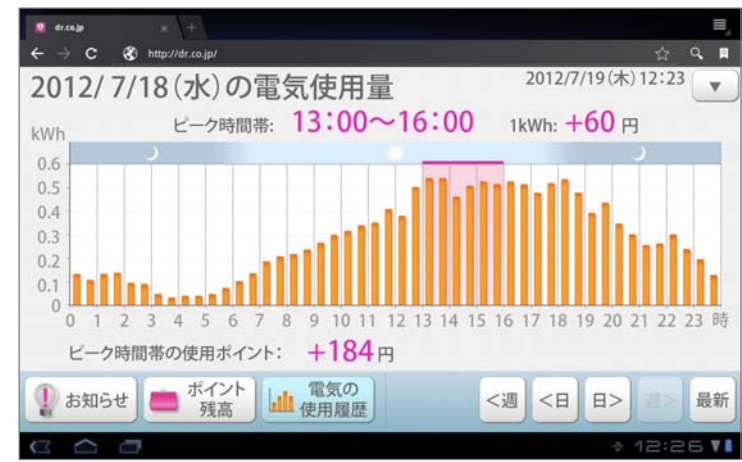 dr.co.jp
http://dr.co.jp/
2012/7/18(水)の電気使用量
2012/7/19(木)12:23
ピーク時間帯: 13:00〜16:00 1kWh: +60 円
kWh
0.6
0.5
0.4
0.3
0.2
0.1
0
0 1 2 3 4 5 6 7 8 9 10 11 12 13 14 15 16 17 18 19 20 21 22 23 時
ピーク時間帯の使用ポイント: +184円
お知らせ
ポイント
残高
電気の
使用履歴
<週
<日
日>
週>
最新
12:26